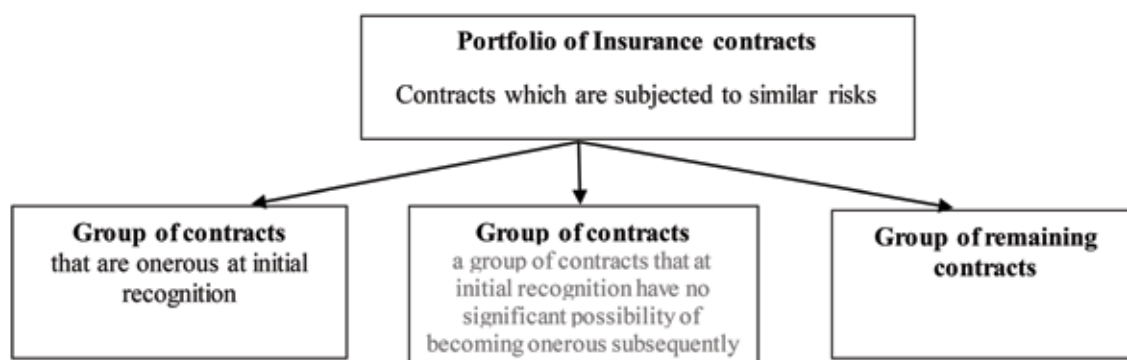 Portfolio of Insurance contracts
Contracts which are subjected to similar risks
Group of contracts
that are onerous at initial
recognition
Group of contracts
a group of contracts that at
initial recognition have no
significant possibility of
becoming onerous subsequently
Group of remaining
contracts